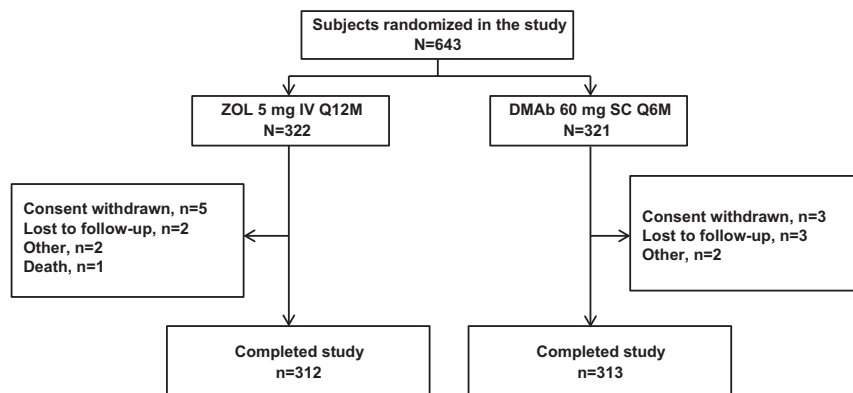 Subjects randomized in the study
N=643
ZOL 5 mg IV Q12M
N=322
DMAb 60 mg SC Q6M
N=321
Consent withdrawn, n=5
Lost to follow-up, n=2
Other, n=2
Death, n=1
Consent withdrawn, n=3
Lost to follow-up, n=3
Other, n=2
Completed study
n=312
Completed study
n=313